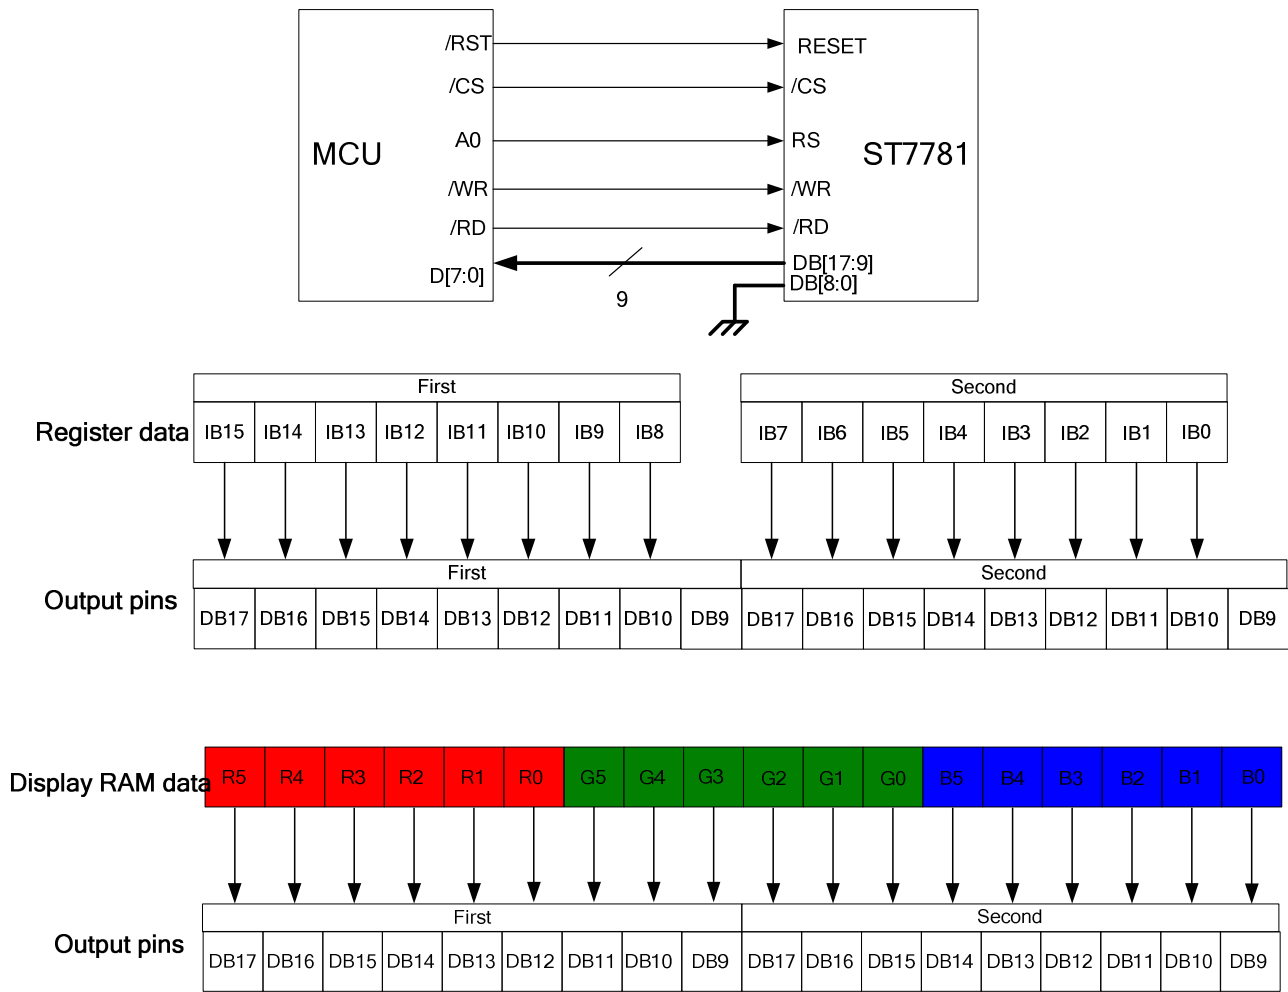 /RST RESET
/CS /CS
A0 RS
MCU ST7781
/WR /WR
/RD /RD
D[7:0] DB[17:9]
DB[8:0]
9
First Second
Register data IB15 IB14 IB13 IB12 IB11 IB10 IB9 IB8 IB7 IB6 IB5 IB4 IB3 IB2 IB1 IB0
First Second
Output pins DB17 DB16 DB15 DB14 DB13 DB12 DB11 DB10 DB9 DB17 DB16 DB15 DB14 DB13 DB12 DB11 DB10 DB9
Display RAM data R5 R4 R3 R2 R1 R0 G5 G4 G3 G2 G1 G0 B5 B4 B3 B2 B1 B0
First Second
Output pins DB17 DB16 DB15 DB14 DB13 DB12 DB11 DB10 DB9 DB17 DB16 DB15 DB14 DB13 DB12 DB11 DB10 DB9